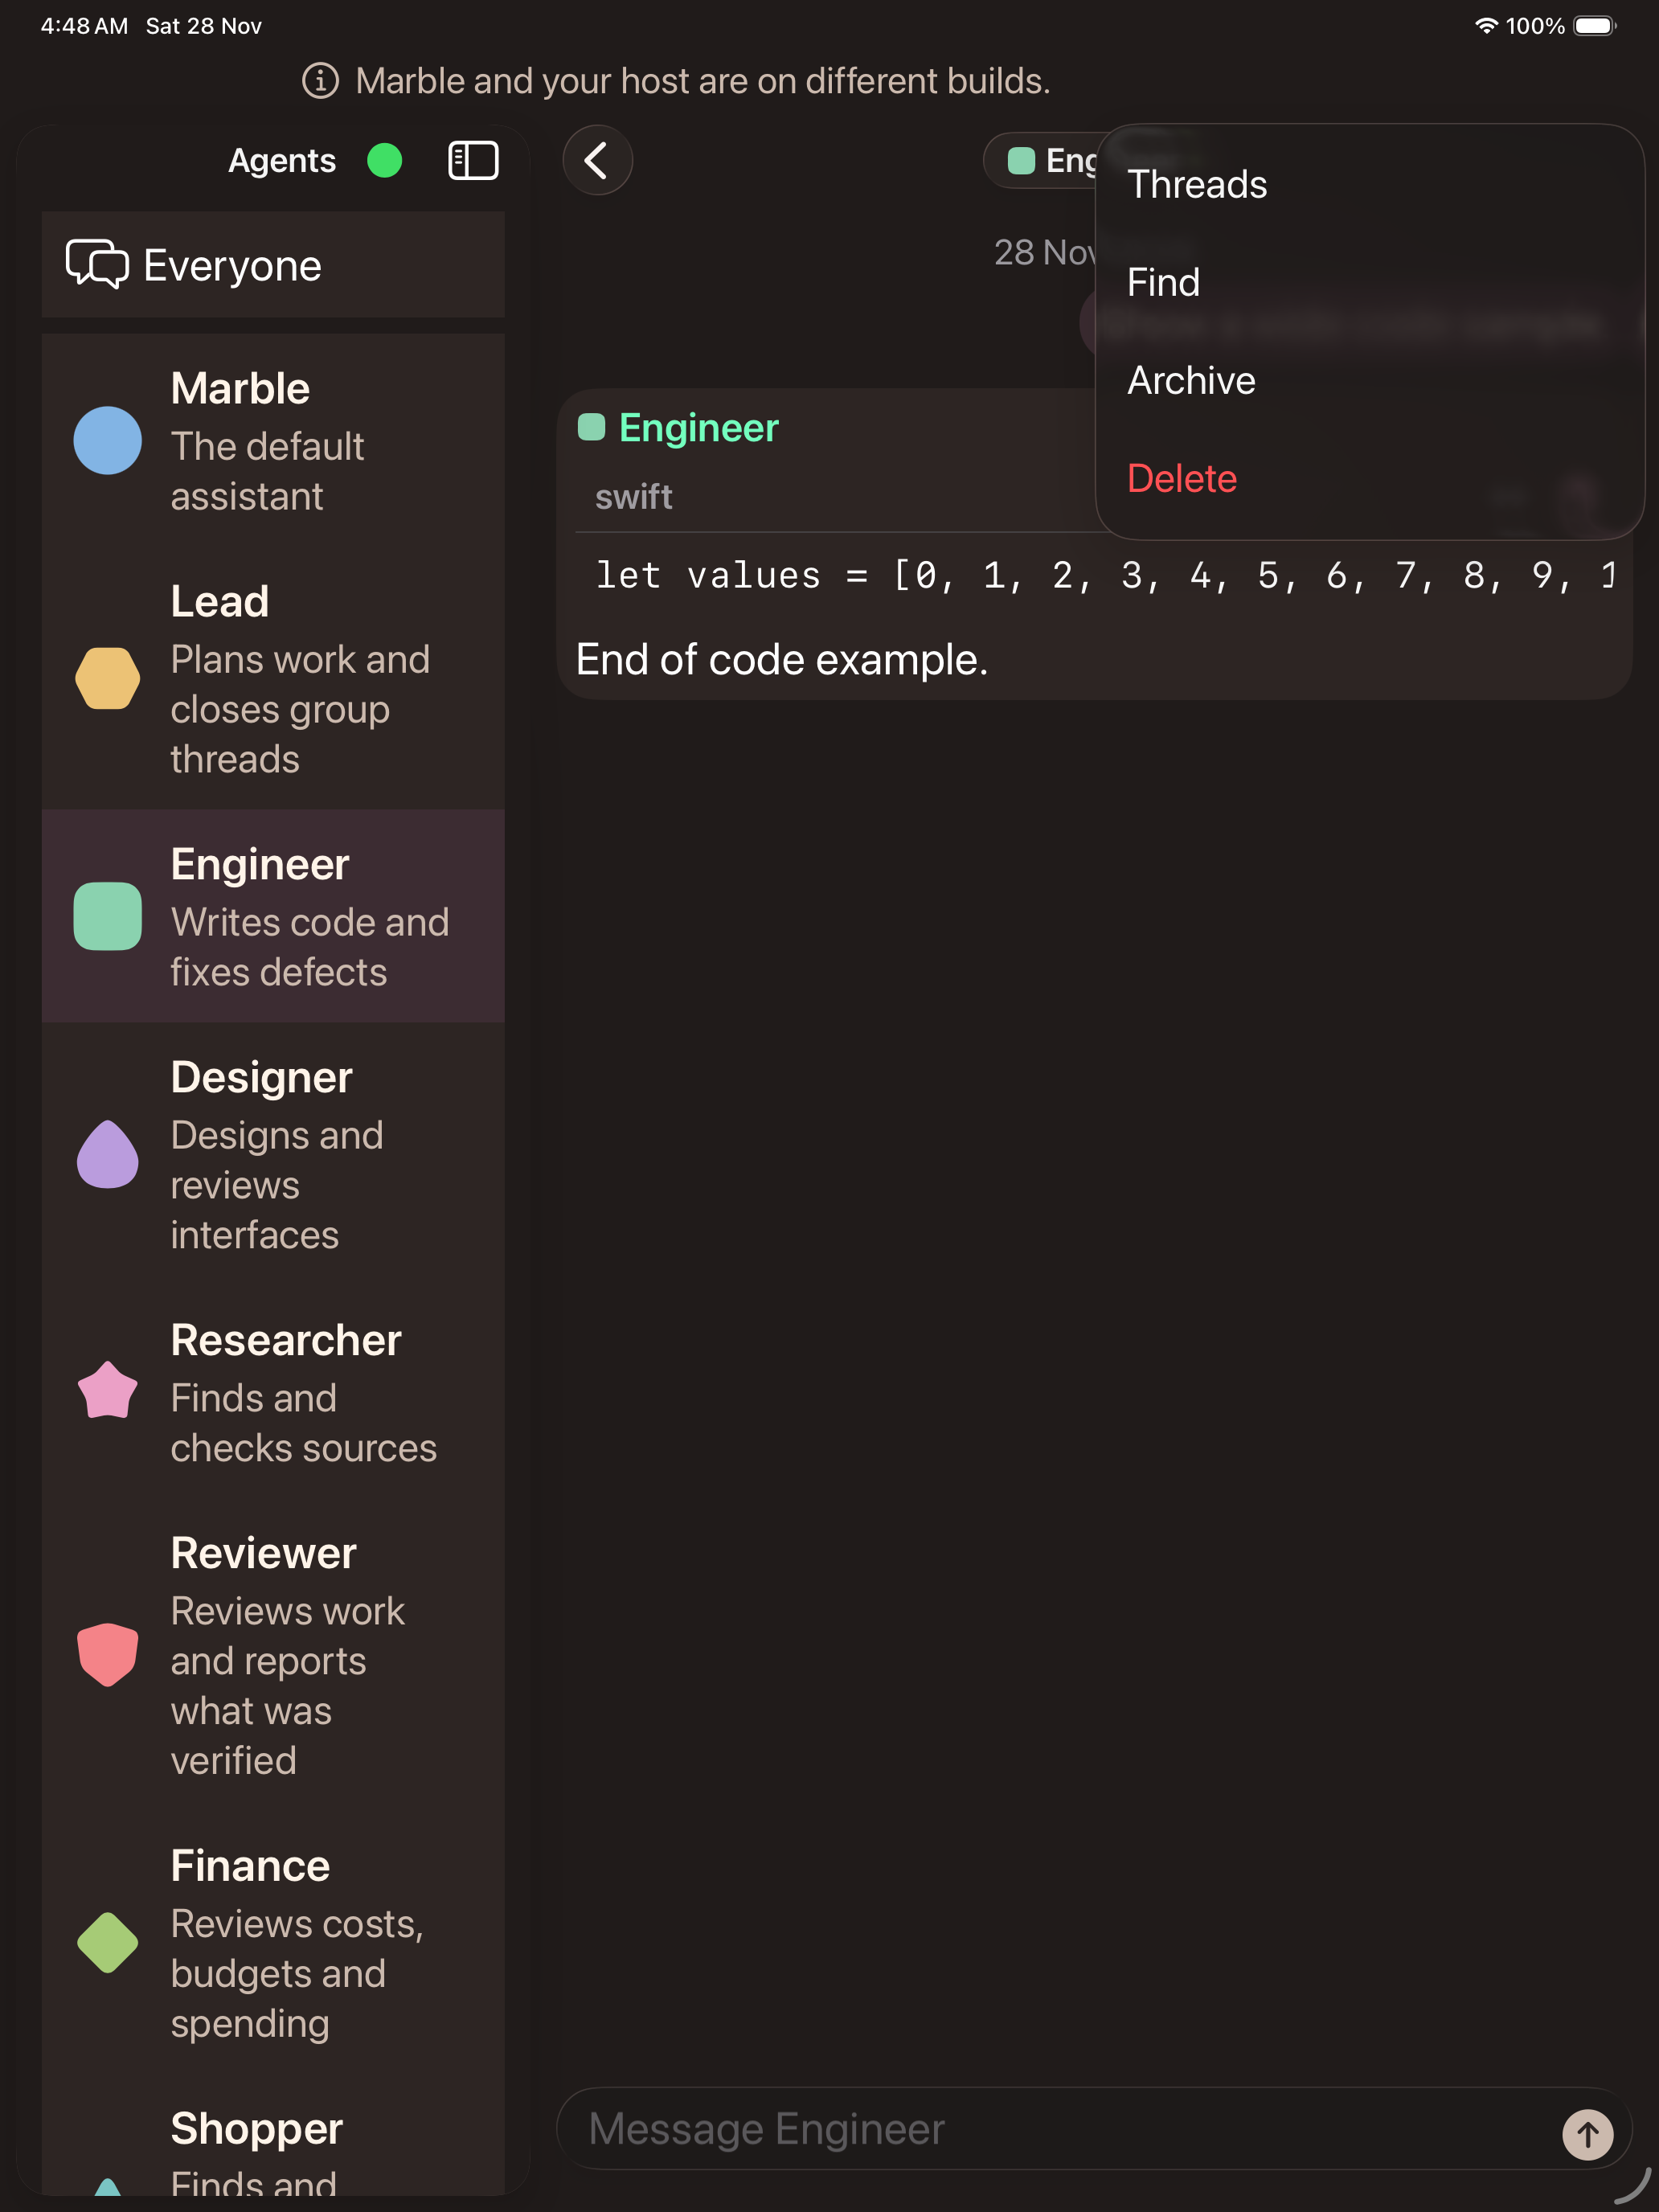 4:48 AM Sat 28 Nov
100%
Marble and your host are on different builds.
Agents
Everyone
Marble
The default
assistant
Lead
Plans work and
closes group
threads
Engineer
Writes code and
fixes defects
Designer
Designs and
reviews
interfaces
Researcher
Finds and
checks sources
Reviewer
Reviews work
and reports
what was
verified
Finance
Reviews costs,
budgets and
spending
Shopper
Finds and
Eng
28 Nov
Threads
Find
Archive
Delete
Engineer
swift
let values = [0, 1, 2, 3, 4, 5, 6, 7, 8, 9, 1
End of code example.
Message Engineer